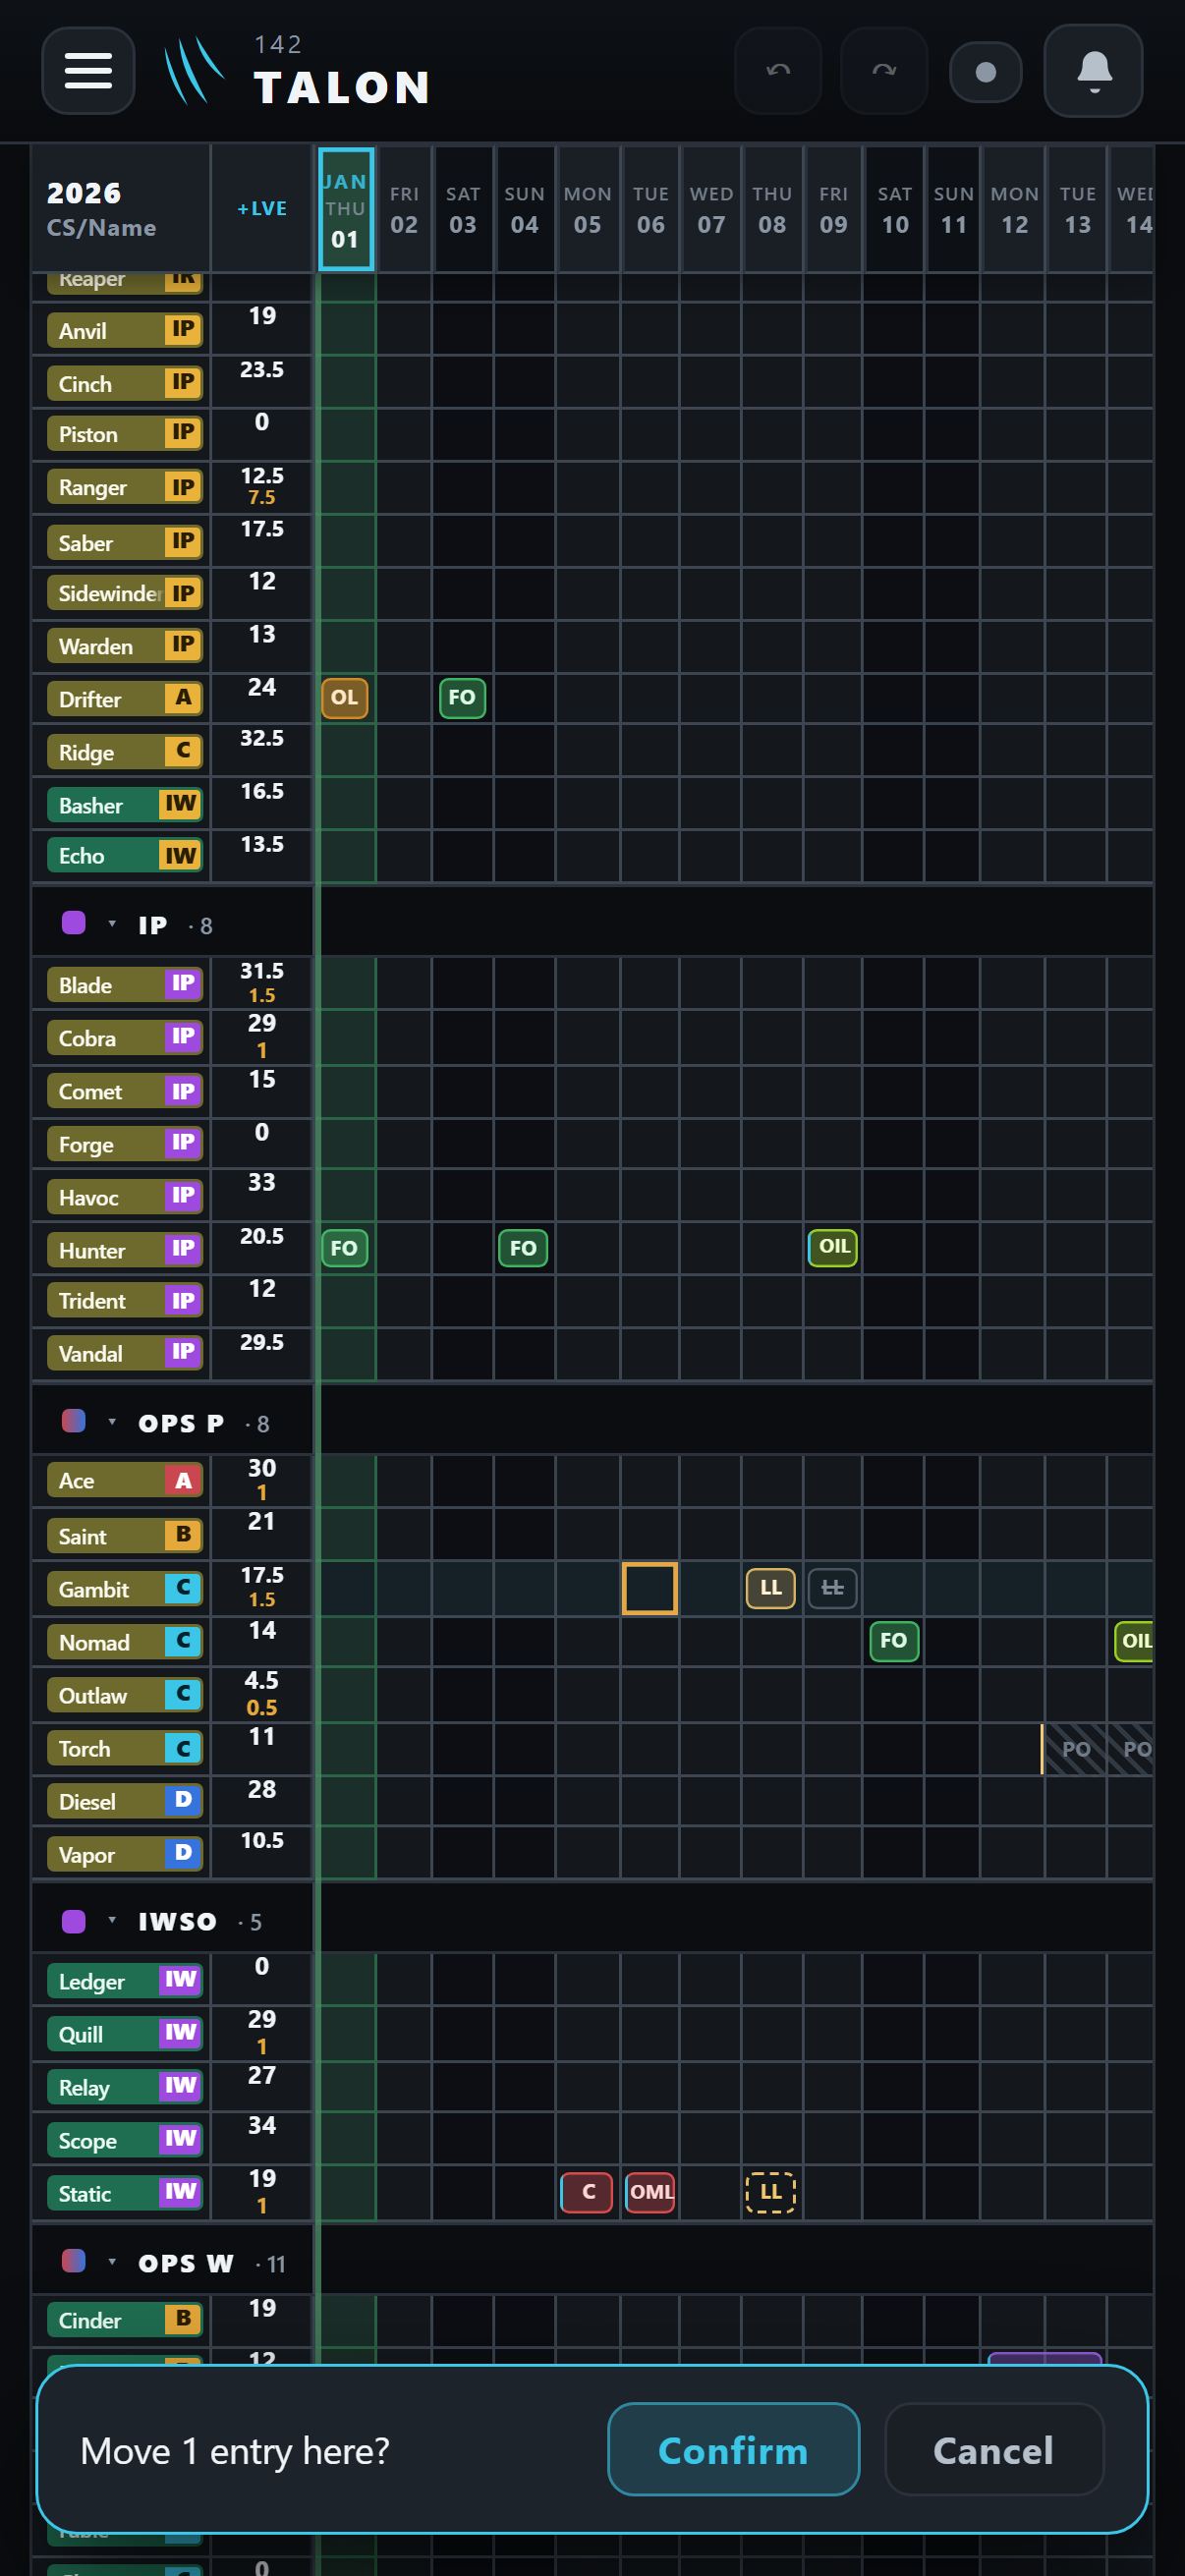 142
TALON
2026
CS/Name
+LVE
JAN
THU
01
FRI
02
SAT
03
SUN
04
MON
05
TUE
06
WED
07
THU
08
FRI
09
SAT
10
SUN
11
MON
12
TUE
13
14
Reaper
Anvil IP 19
Cinch IP 23.5
Piston IP 0
Ranger IP 12.5
7.5
Saber IP 17.5
Sidewinder IP 12
Warden IP 13
Drifter A 24 OL FO
Ridge C 32.5
Basher IW 16.5
Echo IW 13.5
IP · 8
Blade IP 31.5
1.5
Cobra IP 29
1
Comet IP 15
Forge IP 0
Havoc IP 33
Hunter IP 20.5 FO FO OIL
Trident IP 12
Vandal IP 29.5
OPS P · 8
Ace A 30
1
Saint B 21
Gambit C 17.5 LL LL
1.5
Nomad C 14 FO OIL
Outlaw C 4.5
0.5
Torch C 11 PO PO
Diesel D 28
Vapor D 10.5
IWSO · 5
Ledger IW 0
Quill IW 29
1
Relay IW 27
Scope IW 34
Static IW 19 C OML LL
1
OPS W · 11
Cinder B 19
12
Move 1 entry here?
Confirm
Cancel
0